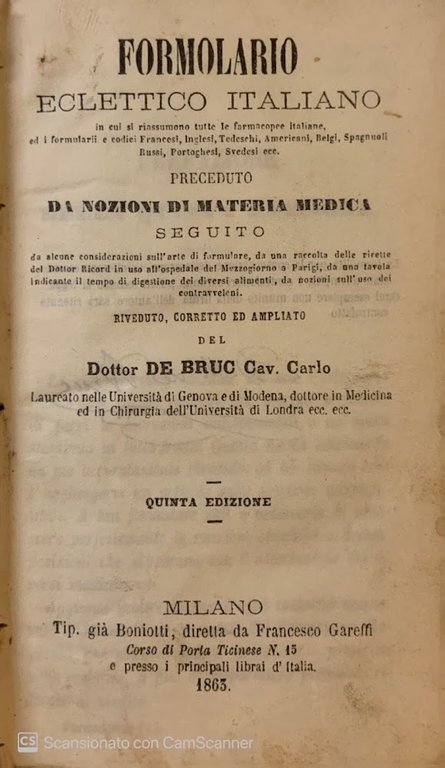 FORMOLARIO
ECLETTICO ITALIANO
in cui si riassumono tutte le farmacopee italiane,
ed i formularii e codici Francesi, Inglesi, Tedeschi, Americani, Belgi, Spagnuoli
Russi, Portoghesi, Svedesi ecc.
PRECEDUTO
DA NOZIONI DI MATERIA MEDICA
SEGUITO
da alcune considerazioni sull'arte di formulare, da una raccolta delle ricette
del Dottor Ricord in uso all'ospedale del Mezzogiorno a Parigi, da una tavola
indicante il tempo di digestione dei diversi alimenti, da nozioni sull'uso dei
contravveleni.
RIVEDUTO, CORRETTO ED AMPLIATO
DEL
Dottor DE BRUC Cav. Carlo
Laureato nelle Università di Genova e di Modena, dottore in Medicina
ed in Chirurgia dell'Università di Londra ecc. ecc.
QUINTA EDIZIONE
MILANO
Tip. già Boniotti, diretta da Francesco Gareffi
Corso di Porta Ticinese N. 15
e presso i principali librai d'Italia.
1863.
CS Scansionato con CamScanner